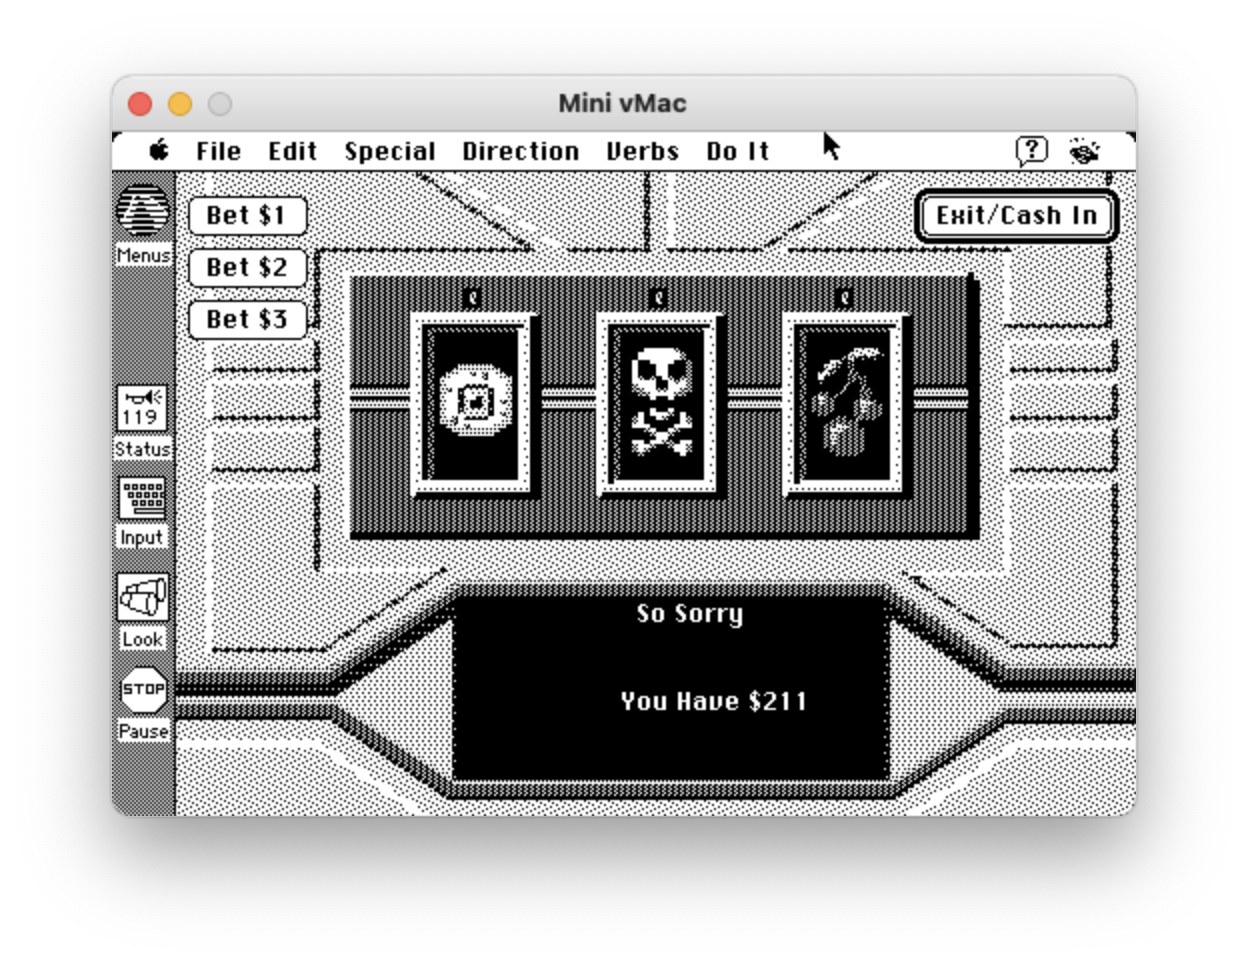 Mini vMac
File Edit Special Direction Verbs Do It ?
Bet $1
Exit/Cash In
Menus
Bet $2
Bet $3
119
Status
Input
Look
STOP
Pause
So Sorry
You Have $211